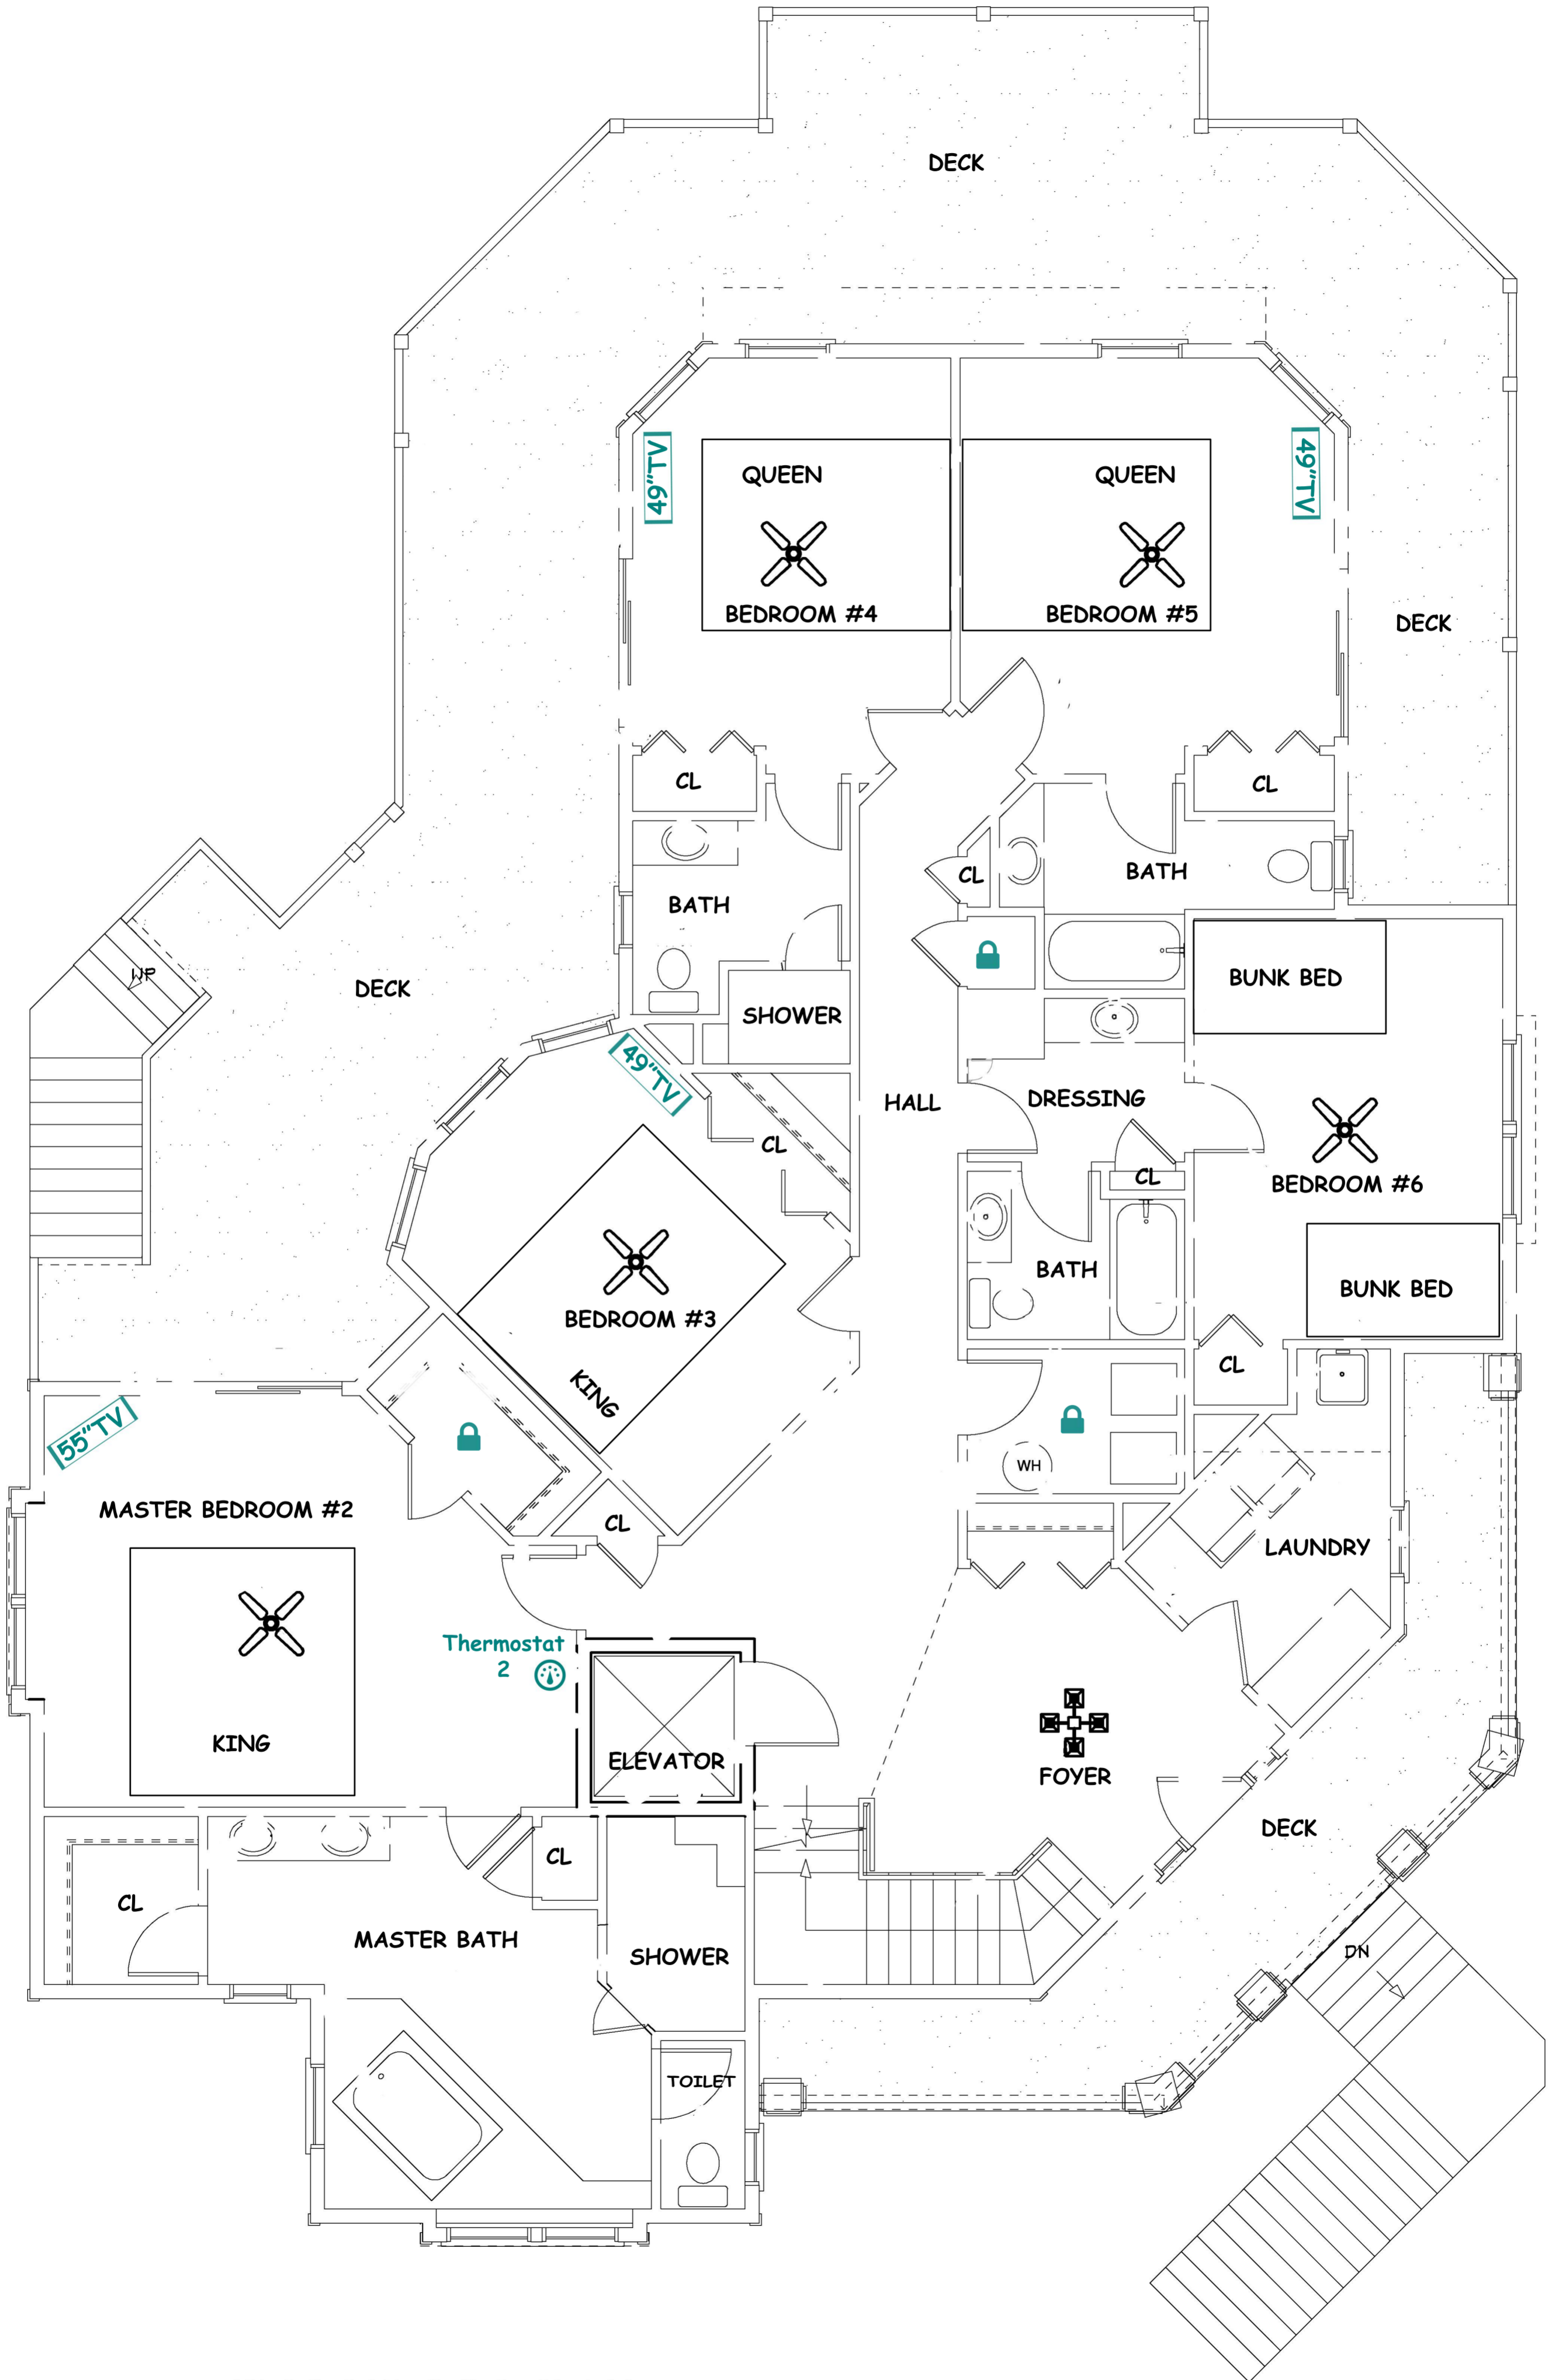 DECK
QUEEN
QUEEN
49"TV
49"TV
BEDROOM #4
BEDROOM #5
DECK
CL
CL
CL
BATH
BATH
UP
DECK
BUNK BED
SHOWER
49"TV
HALL
DRESSING
CL
CL
BEDROOM #6
BATH
BUNK BED
BEDROOM #3
KING
CL
55"TV
WH
MASTER BEDROOM #2
CL
LAUNDRY
Thermostat
2
KING
ELEVATOR
FOYER
DECK
CL
CL
MASTER BATH
SHOWER
DN
TOILET